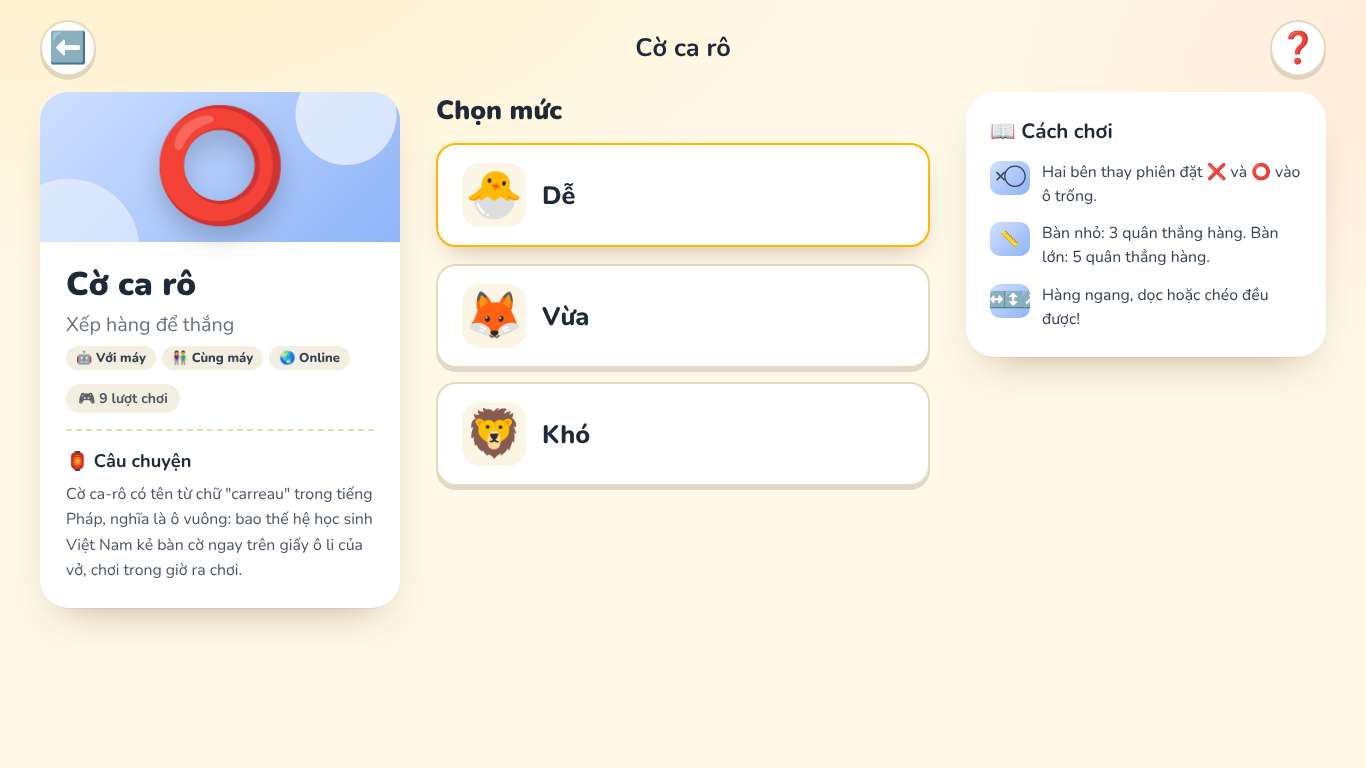 Cờ ca rô
Cờ ca rô
Xếp hàng để thắng
Với máy
Cùng máy
Online
9 lượt chơi
Câu chuyện
Cờ ca-rô có tên từ chữ "carreau" trong tiếng
Pháp, nghĩa là ô vuông: bao thế hệ học sinh
Việt Nam kẻ bàn cờ ngay trên giấy ô li của
vở, chơi trong giờ ra chơi.
Chọn mức
Dễ
Vừa
Khó
Cách chơi
Hai bên thay phiên đặt ❌ và ⭕ vào
ô trống.
Bàn nhỏ: 3 quân thẳng hàng. Bàn
lớn: 5 quân thẳng hàng.
Hàng ngang, dọc hoặc chéo đều
được!